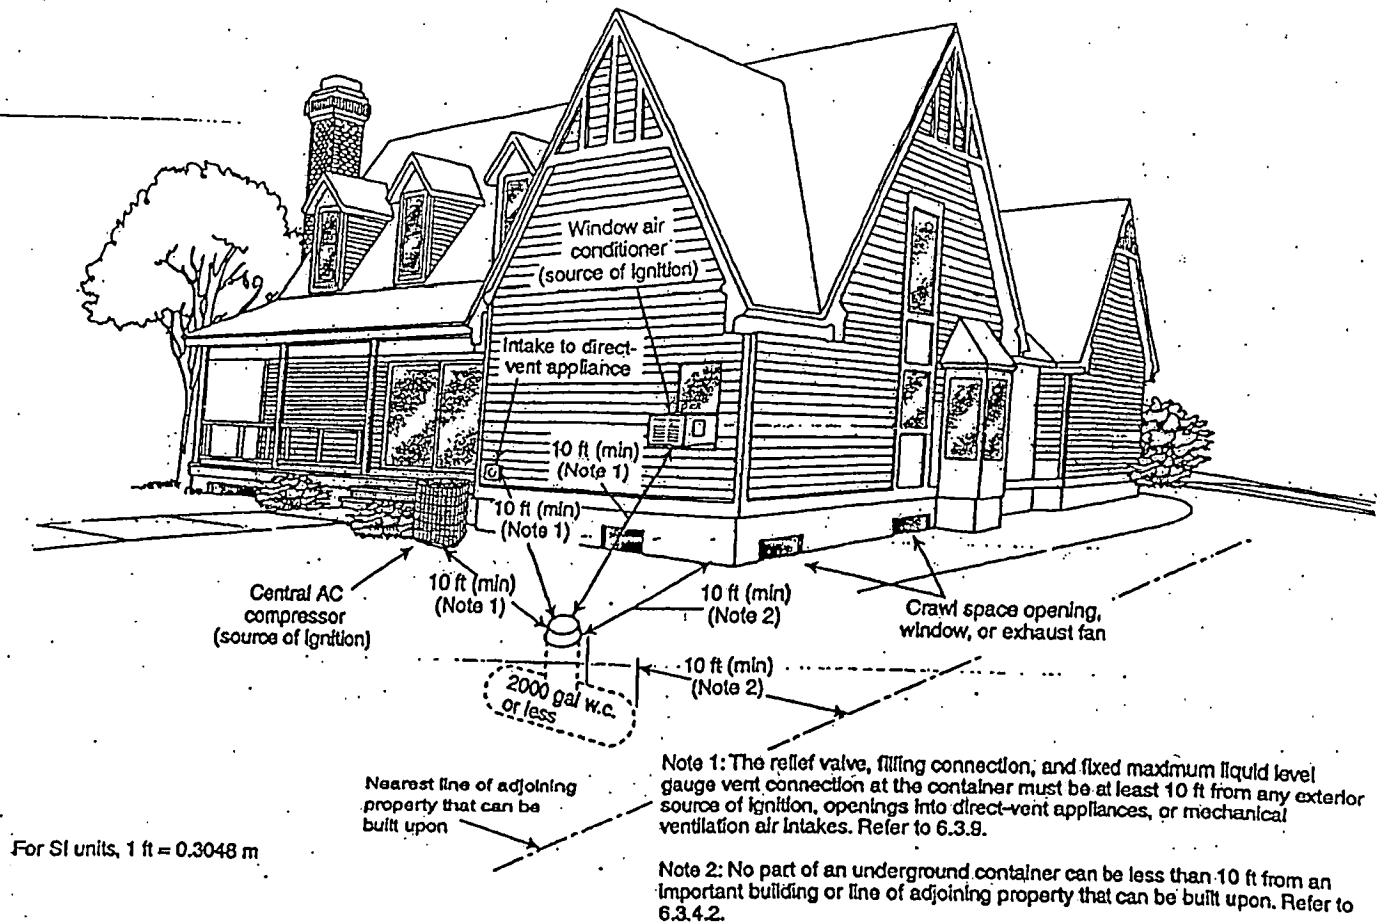 Window air
conditioner
(source of ignition)
Intake to direct-
vent appliance
10 ft (min)
(Note 1)
10 ft (min)
(Note 1)
10 ft (min)
(Note 1)
Central AC
compressor
(source of ignition)
10 ft (min)
(Note 2)
Crawl space opening,
window, or exhaust fan
10 ft (min)
(Note 2)
2000 gal w.c.
or less
Nearest line of adjoining
property that can be
built upon
For SI units, 1 ft = 0.3048 m
Note 1: The relief valve, filling connection, and fixed maximum liquid level
gauge vent connection at the container must be at least 10 ft from any exterior
source of ignition, openings into direct-vent appliances, or mechanical
ventilation air intakes. Refer to 6.3.9.
Note 2: No part of an underground container can be less than 10 ft from an
important building or line of adjoining property that can be built upon. Refer to
6.3.4.2.